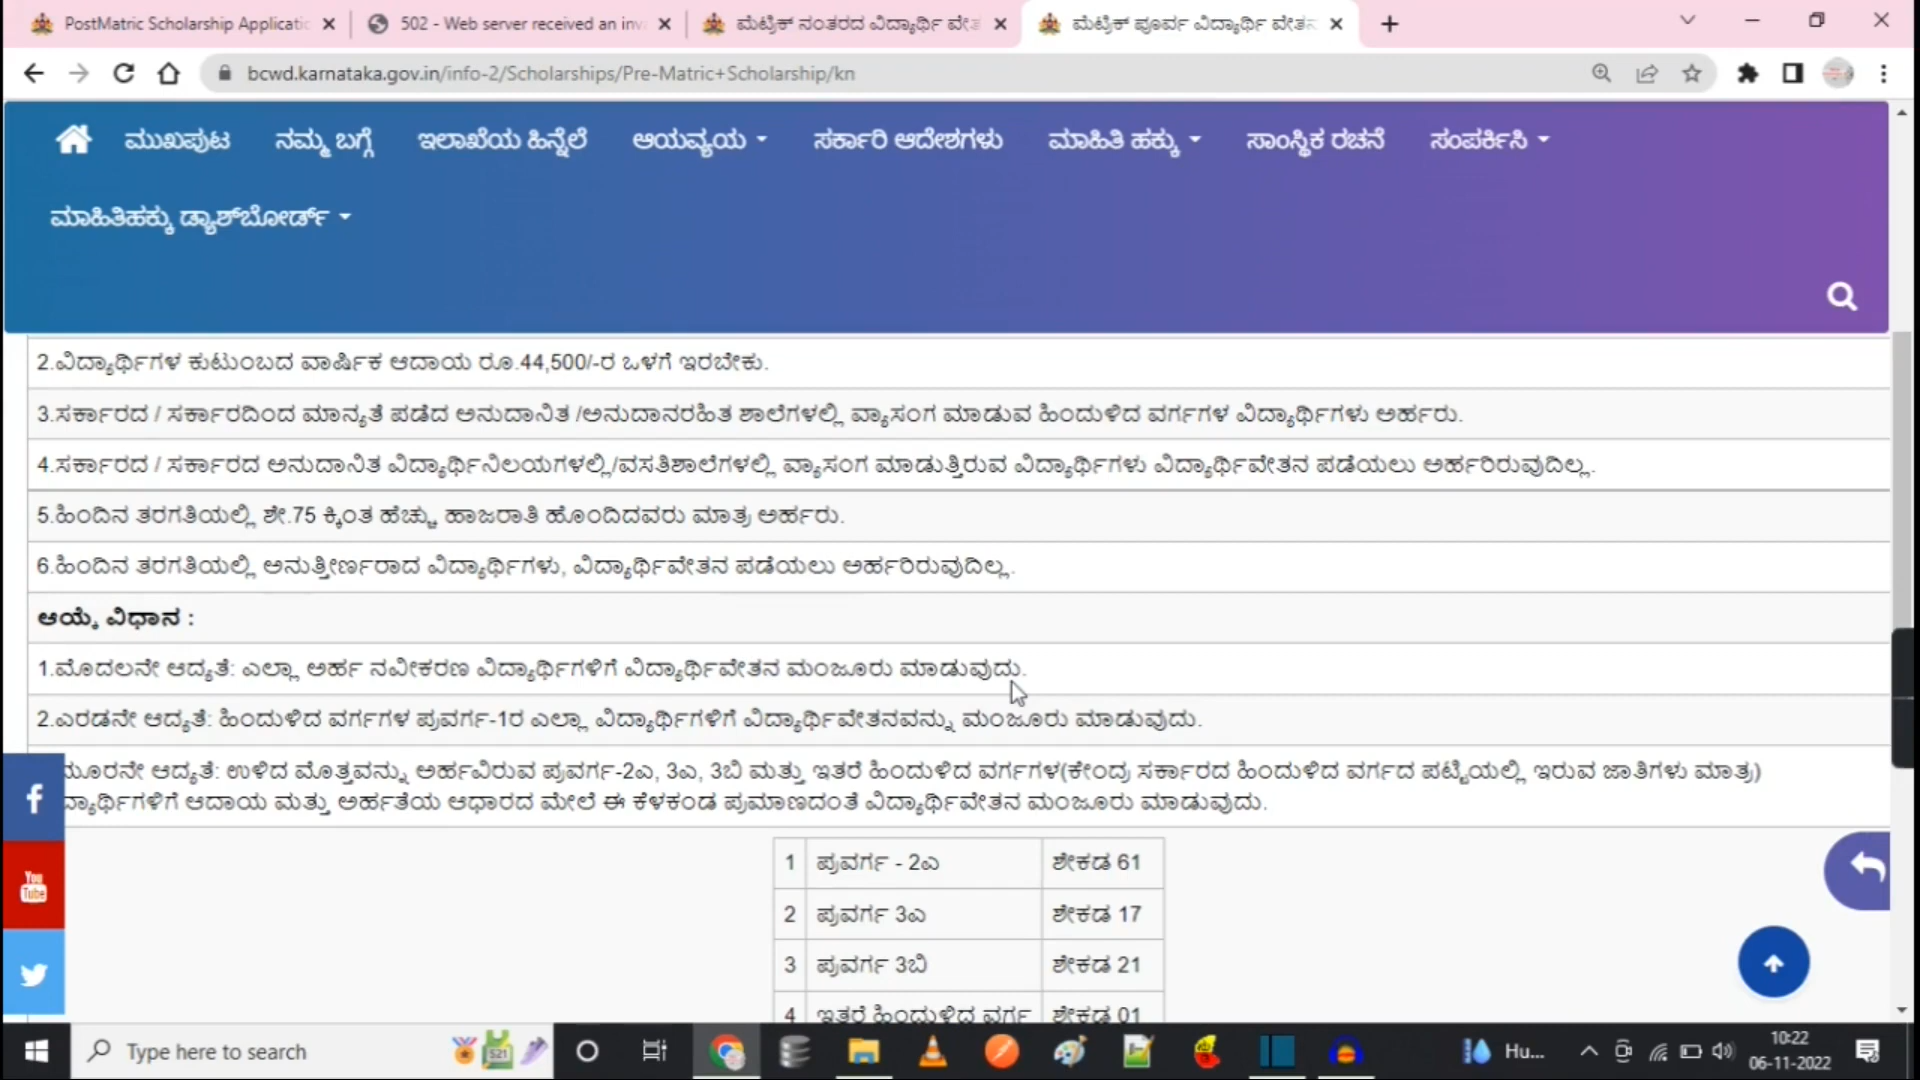 PostMatric Scholarship Applicatio
502 - Web server received an inv
ಮೆಟ್ರಿಕ್ ನಂತರದ ವಿದ್ಯಾರ್ಥಿ ವೇತ
ಮೆಟ್ರಿಕ್ ಪೂರ್ವ ವಿದ್ಯಾರ್ಥಿ ವೇತನ
bcwd.karnataka.gov.in/info-2/Scholarships/Pre-Matric+Scholarship/kn
ಮುಖಪುಟ ನಮ್ಮ ಬಗ್ಗೆ ಇಲಾಖೆಯ ಹಿನ್ನೆಲೆ ಆಯವ್ಯಯ ಸರ್ಕಾರಿ ಆದೇಶಗಳು ಮಾಹಿತಿ ಹಕ್ಕು ಸಾಂಸ್ಥಿಕ ರಚನೆ ಸಂಪರ್ಕಿಸಿ
ಮಾಹಿತಿಹಕ್ಕು ಡ್ಯಾಶ್‌ಬೋರ್ಡ್
2.ವಿದ್ಯಾರ್ಥಿಗಳ ಕುಟುಂಬದ ವಾರ್ಷಿಕ ಆದಾಯ ರೂ.44,500/-ರ ಒಳಗೆ ಇರಬೇಕು.
3.ಸರ್ಕಾರದ / ಸರ್ಕಾರದಿಂದ ಮಾನ್ಯತೆ ಪಡೆದ ಅನುದಾನಿತ /ಅನುದಾನರಹಿತ ಶಾಲೆಗಳಲ್ಲಿ ವ್ಯಾಸಂಗ ಮಾಡುವ ಹಿಂದುಳಿದ ವರ್ಗಗಳ ವಿದ್ಯಾರ್ಥಿಗಳು ಅರ್ಹರು.
4.ಸರ್ಕಾರದ / ಸರ್ಕಾರದ ಅನುದಾನಿತ ವಿದ್ಯಾರ್ಥಿನಿಲಯಗಳಲ್ಲಿ/ವಸತಿಶಾಲೆಗಳಲ್ಲಿ ವ್ಯಾಸಂಗ ಮಾಡುತ್ತಿರುವ ವಿದ್ಯಾರ್ಥಿಗಳು ವಿದ್ಯಾರ್ಥಿವೇತನ ಪಡೆಯಲು ಅರ್ಹರಿರುವುದಿಲ್ಲ.
5.ಹಿಂದಿನ ತರಗತಿಯಲ್ಲಿ ಶೇ.75 ಕ್ಕಿಂತ ಹೆಚ್ಚು ಹಾಜರಾತಿ ಹೊಂದಿದವರು ಮಾತ್ರ ಅರ್ಹರು.
6.ಹಿಂದಿನ ತರಗತಿಯಲ್ಲಿ ಅನುತ್ತೀರ್ಣರಾದ ವಿದ್ಯಾರ್ಥಿಗಳು, ವಿದ್ಯಾರ್ಥಿವೇತನ ಪಡೆಯಲು ಅರ್ಹರಿರುವುದಿಲ್ಲ.
ಆಯ್ಕೆ ವಿಧಾನ :
1.ಮೊದಲನೇ ಆದ್ಯತೆ: ಎಲ್ಲಾ ಅರ್ಹ ನವೀಕರಣ ವಿದ್ಯಾರ್ಥಿಗಳಿಗೆ ವಿದ್ಯಾರ್ಥಿವೇತನ ಮಂಜೂರು ಮಾಡುವುದು.
2.ಎರಡನೇ ಆದ್ಯತೆ: ಹಿಂದುಳಿದ ವರ್ಗಗಳ ಪ್ರವರ್ಗ-1ರ ಎಲ್ಲಾ ವಿದ್ಯಾರ್ಥಿಗಳಿಗೆ ವಿದ್ಯಾರ್ಥಿವೇತನವನ್ನು ಮಂಜೂರು ಮಾಡುವುದು.
ಮೂರನೇ ಆದ್ಯತೆ: ಉಳಿದ ಮೊತ್ತವನ್ನು ಅರ್ಹವಿರುವ ಪ್ರವರ್ಗ-2ಎ, 3ಎ, 3ಬಿ ಮತ್ತು ಇತರೆ ಹಿಂದುಳಿದ ವರ್ಗಗಳ(ಕೇಂದ್ರ ಸರ್ಕಾರದ ಹಿಂದುಳಿದ ವರ್ಗದ ಪಟ್ಟಿಯಲ್ಲಿ ಇರುವ ಜಾತಿಗಳು ಮಾತ್ರ)
ದ್ಯಾರ್ಥಿಗಳಿಗೆ ಆದಾಯ ಮತ್ತು ಅರ್ಹತೆಯ ಆಧಾರದ ಮೇಲೆ ಈ ಕೆಳಕಂಡ ಪ್ರಮಾಣದಂತೆ ವಿದ್ಯಾರ್ಥಿವೇತನ ಮಂಜೂರು ಮಾಡುವುದು.
1 ಪ್ರವರ್ಗ - 2ಎ ಶೇಕಡ 61
2 ಪ್ರವರ್ಗ 3ಎ ಶೇಕಡ 17
3 ಪ್ರವರ್ಗ 3ಬಿ ಶೇಕಡ 21
4 ಇತರೆ ಹಿಂದುಳಿದ ವರ್ಗ ಶೇಕಡ 01
You Tube
Type here to search
521
Hu...
10:22
06-11-2022